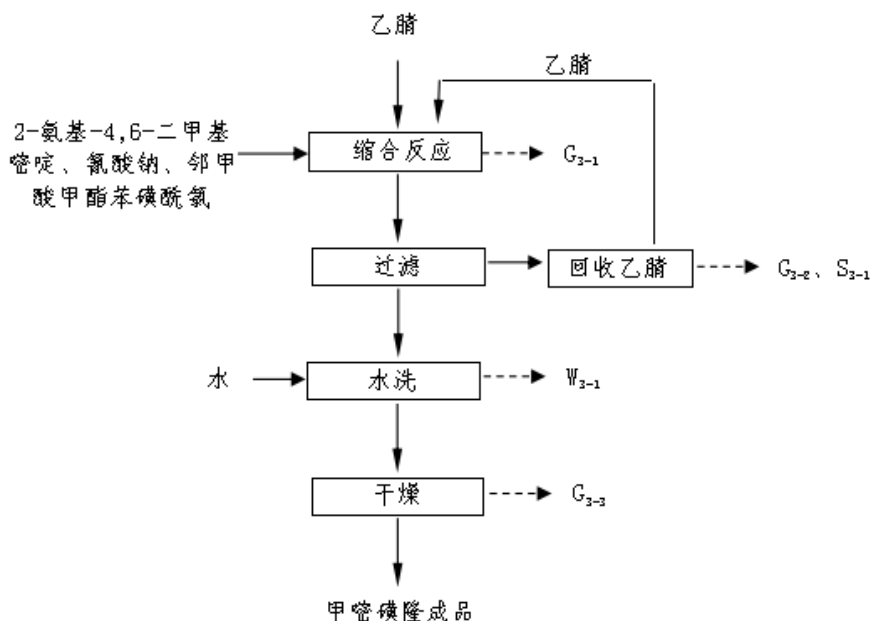 乙腈
乙腈
2-氨基-4,6-二甲基
嘧啶、氰酸钠、邻甲
酸甲酯苯磺酰氯
缩合反应
G3-1
过滤
回收乙腈
G3-2、S3-1
水
水洗
W3-1
干燥
G3-3
甲嘧磺隆成品